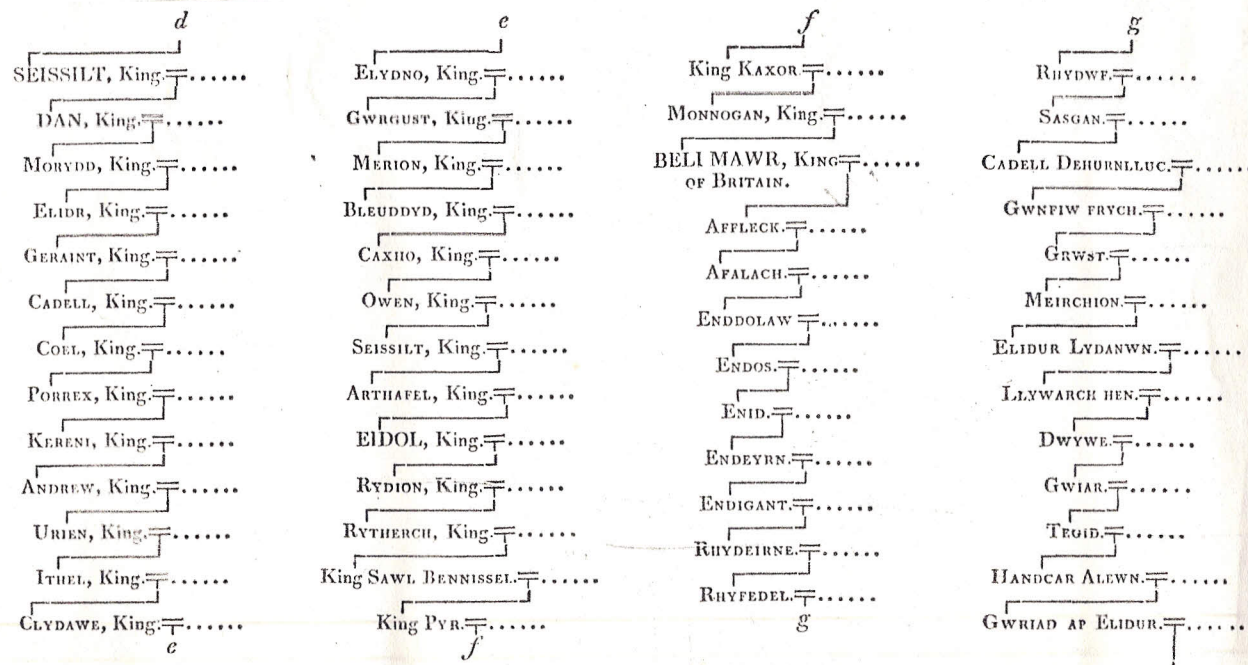 d
SEISSILT, King.......
DAN, King.......
MORYDD, King.......
ELIDR, King.......
GERAINT, King.......
CADELL, King.......
COEL, King.......
PORREX, King.......
KERENI, King.......
ANDREW, King.......
URIEN, King.......
ITHEL, King.......
CLYDAWE, King.......
e
e
ELYDNO, King.......
GWRGUST, King.......
MERION, King.......
BLEUDDYD, King.......
CAXHO, King.......
OWEN, King.......
SEISSILT, King.......
ARTHAFEL, King.......
EIDOL, King.......
RYDION, King.......
RYTHERCH, King.......
King SAWL BENNISSEL.......
King PYR.......
f
f
King KAXOR.......
MONNOGAN, King.......
BELI MAWR, KING......
OF BRITAIN.
AFFLECK.......
AFALACH.......
ENDDOLAW......
ENDOS.......
ENID.......
ENDEYRN.......
ENDIGANT.......
RHYDEIRNE.......
RHYFEDEL.......
g
g
RHYDWF.......
SASGAN.......
CADELL DEHURNLLUC.......
GWNFIW FRYCH.......
GRWST.......
MEIRCHION.......
ELIDUR LYDANWN.......
LLYWARCH HEN.......
DWYWE.......
GWIAR.......
TEGID.......
HANDCAR ALEWN.......
GWRIAD AP ELIDUR.......